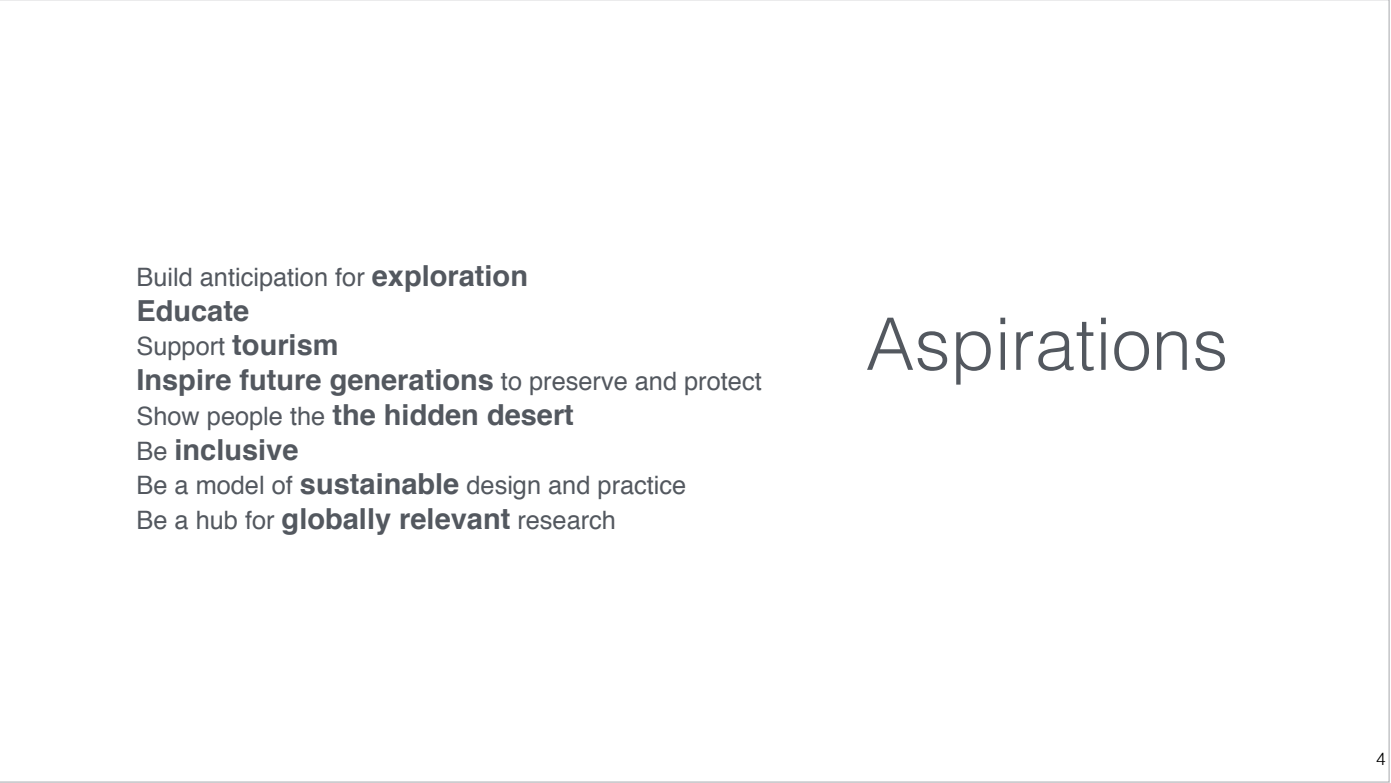 Build anticipation for exploration
Educate
Support tourism
Inspire future generations to preserve and protect
Show people the the hidden desert
Be inclusive
Be a model of sustainable design and practice
Be a hub for globally relevant research
Aspirations
4